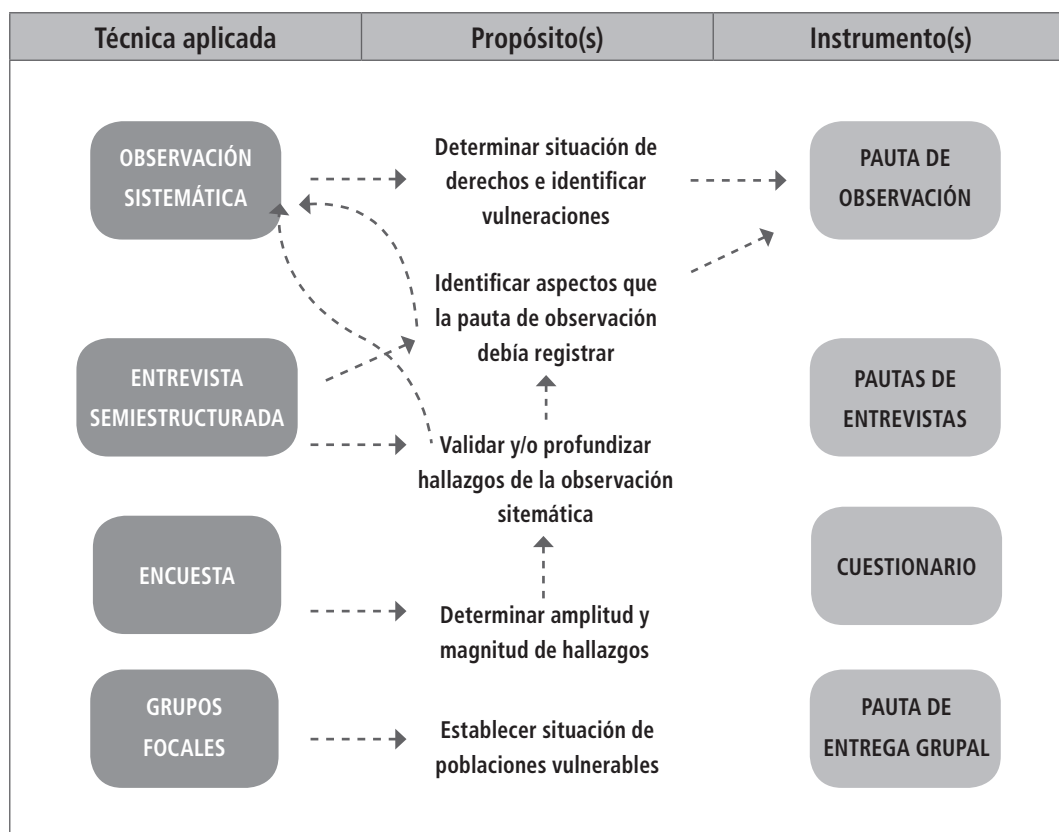 Técnica aplicada
Propósito(s)
Instrumento(s)
OBSERVACIÓN
SISTEMÁTICA
Determinar situación de
derechos e identificar
vulneraciones
PAUTA DE
OBSERVACIÓN
Identificar aspectos que
la pauta de observación
debía registrar
ENTREVISTA
SEMIESTRUCTURADA
Validar y/o profundizar
hallazgos de la observación
sitemática
PAUTAS DE
ENTREVISTAS
ENCUESTA
Determinar amplitud y
magnitud de hallazgos
CUESTIONARIO
GRUPOS
FOCALES
Establecer situación de
poblaciones vulnerables
PAUTA DE
ENTREGA GRUPAL